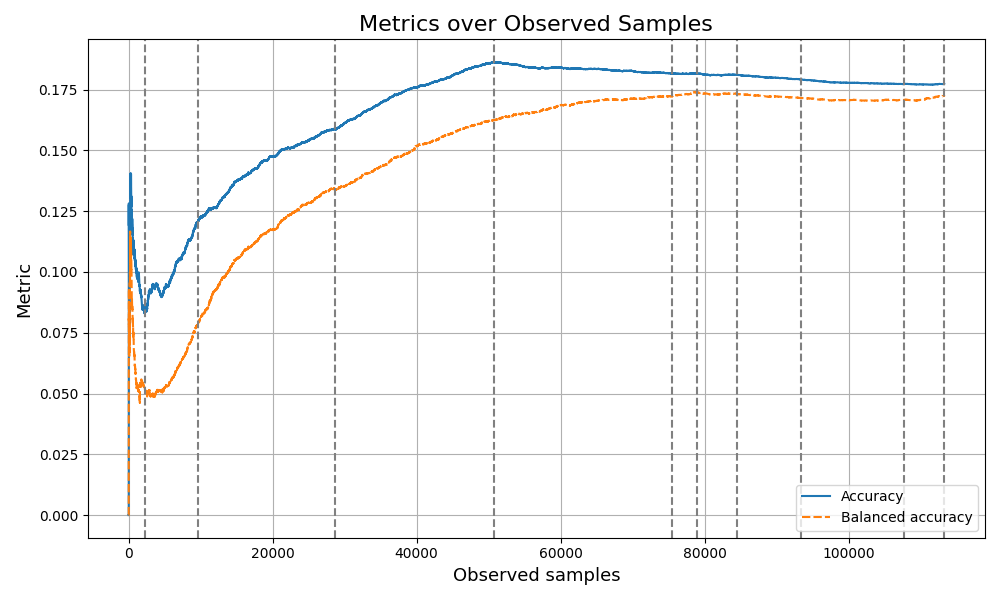 Metrics over Observed Samples
Metric
0.175
0.150
0.125
0.100
0.075
0.050
0.025
0.000
0 20000 40000 60000 80000 100000
Observed samples
Accuracy
Balanced accuracy